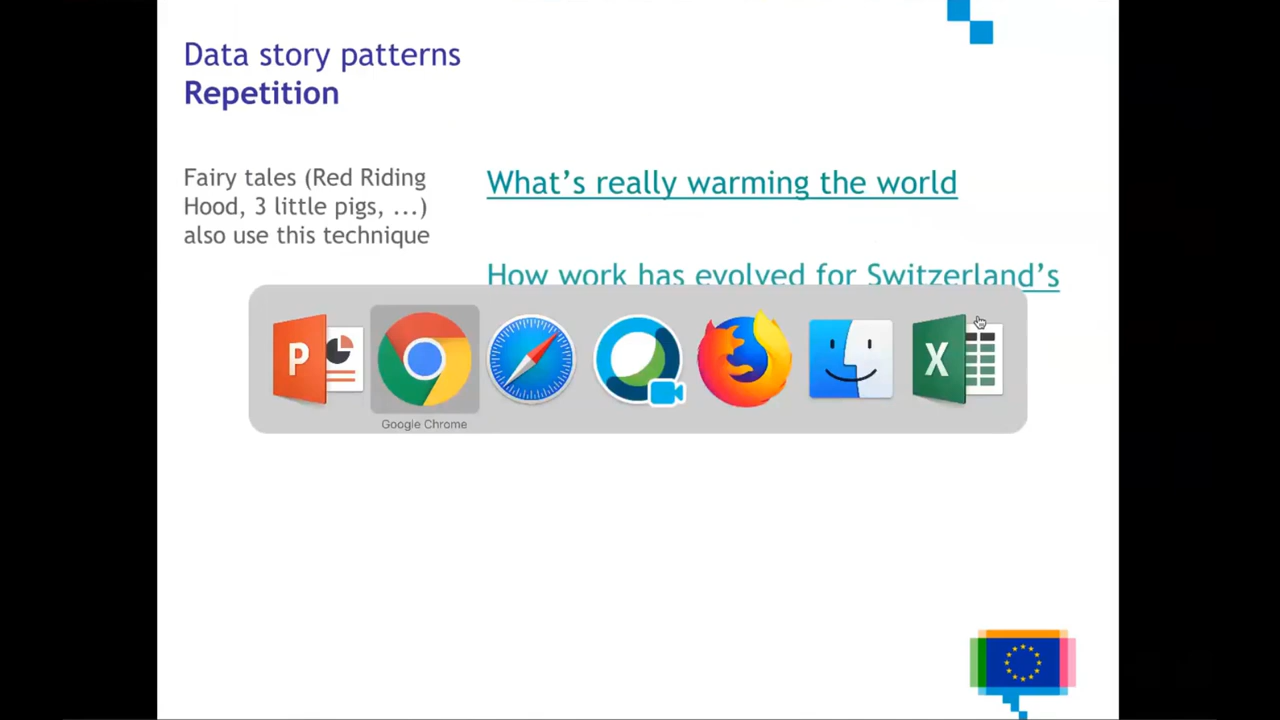 Data story patterns
Repetition
Fairy tales (Red Riding
Hood, 3 little pigs, ...)
also use this technique
What's really warming the world
How work has evolved for Switzerland's
P
X
Google Chrome